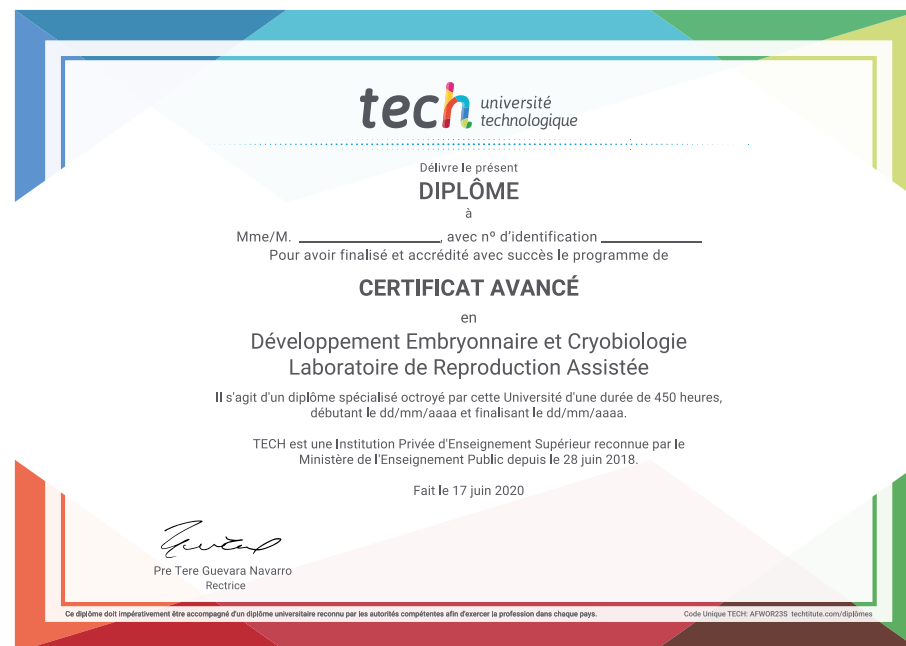 tech université
technologique
Délivre le présent
DIPLÔME
à
Mme/M. ____________________, avec nº d'identification ______________
Pour avoir finalisé et accrédité avec succès le programme de
CERTIFICAT AVANCÉ
en
Développement Embryonnaire et Cryobiologie
Laboratoire de Reproduction Assistée
Il s'agit d'un diplôme spécialisé octroyé par cette Université d'une durée de 450 heures,
débutant le dd/mm/aaaa et finalisant le dd/mm/aaaa.
TECH est une Institution Privée d'Enseignement Supérieur reconnue par le
Ministère de l'Enseignement Public depuis le 28 juin 2018.
Fait le 17 juin 2020
Pre Tere Guevara Navarro
Rectrice
Ce diplôme doit impérativement être accompagné d'un diplôme universitaire reconnu par les autorités compétentes afin d'exercer la profession dans chaque pays.
Code Unique TECH: AFWOR23S techtitute.com/diplômes